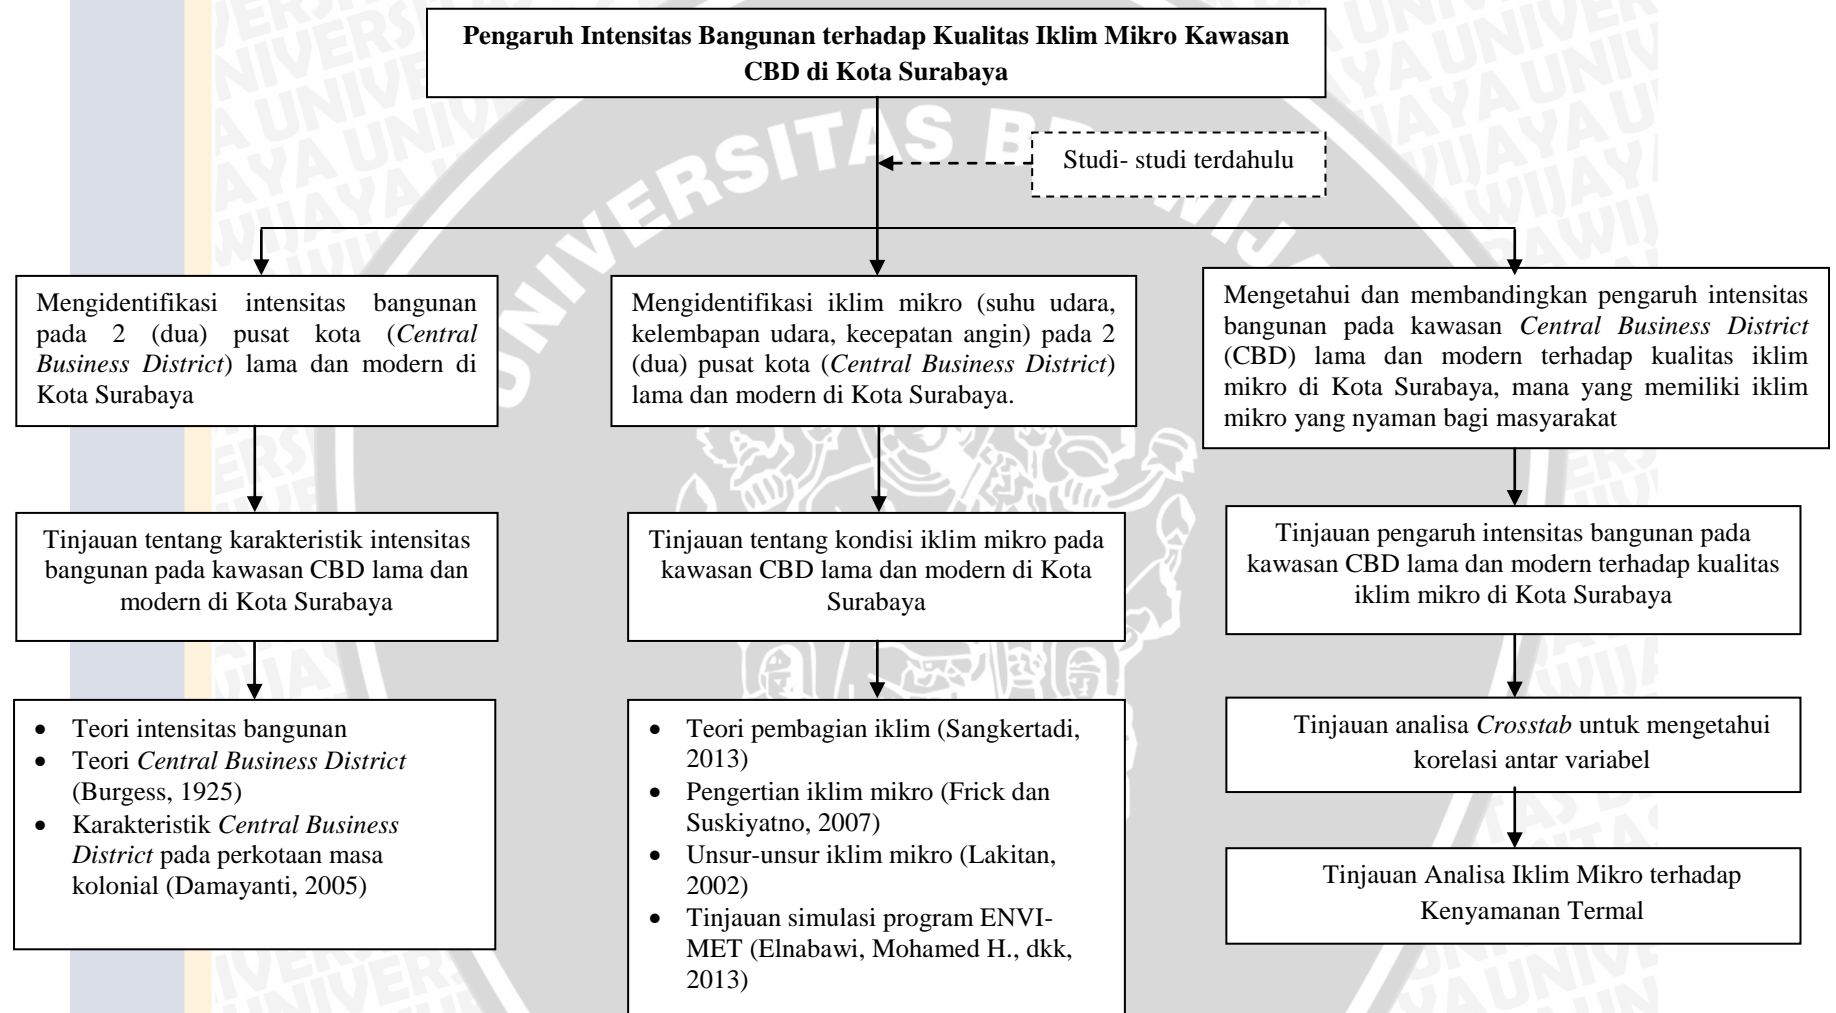 Pengaruh Intensitas Bangunan terhadap Kualitas Iklim Mikro Kawasan
CBD di Kota Surabaya
Studi- studi terdahulu
Mengidentifikasi intensitas bangunan
pada 2 (dua) pusat kota (Central
Business District) lama dan modern di
Kota Surabaya
Mengidentifikasi iklim mikro (suhu udara,
kelembapan udara, kecepatan angin) pada 2
(dua) pusat kota (Central Business District)
lama dan modern di Kota Surabaya.
Mengetahui dan membandingkan pengaruh intensitas
bangunan pada kawasan Central Business District
(CBD) lama dan modern terhadap kualitas iklim
mikro di Kota Surabaya, mana yang memiliki iklim
mikro yang nyaman bagi masyarakat
Tinjauan tentang karakteristik intensitas
bangunan pada kawasan CBD lama dan
modern di Kota Surabaya
Tinjauan tentang kondisi iklim mikro pada
kawasan CBD lama dan modern di Kota
Surabaya
Tinjauan pengaruh intensitas bangunan pada
kawasan CBD lama dan modern terhadap kualitas
iklim mikro di Kota Surabaya
• Teori intensitas bangunan
• Teori Central Business District
(Burgess, 1925)
• Karakteristik Central Business
District pada perkotaan masa
kolonial (Damayanti, 2005)
• Teori pembagian iklim (Sangkertadi,
2013)
• Pengertian iklim mikro (Frick dan
Suskiyatno, 2007)
• Unsur-unsur iklim mikro (Lakitan,
2002)
• Tinjauan simulasi program ENVI-
MET (Elnabawi, Mohamed H., dkk,
2013)
Tinjauan analisa Crosstab untuk mengetahui
korelasi antar variabel
Tinjauan Analisa Iklim Mikro terhadap
Kenyamanan Termal